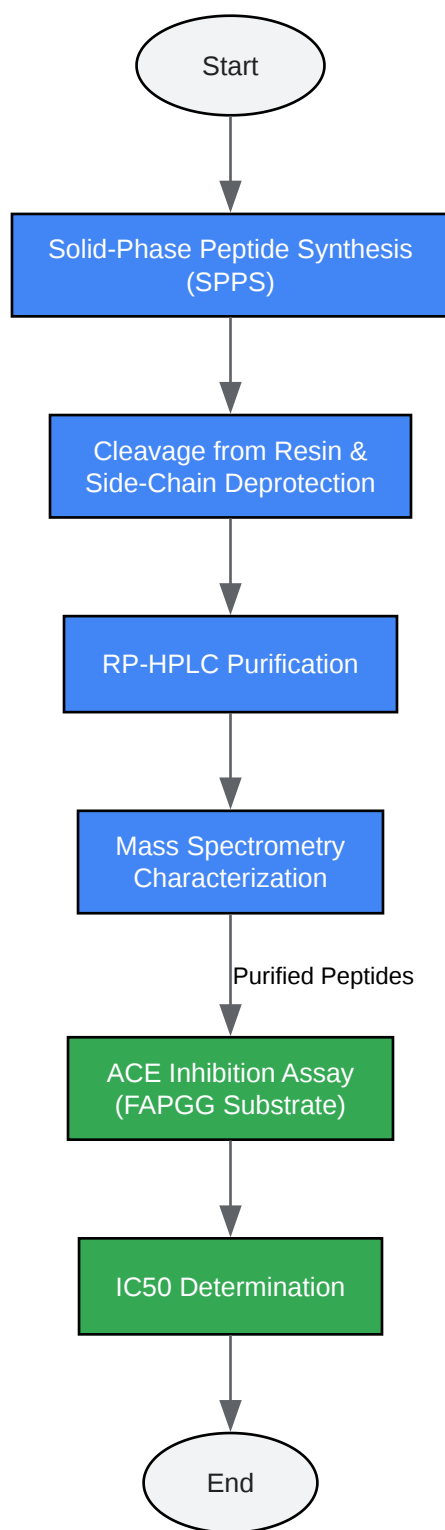 Start
Solid-Phase Peptide Synthesis
(SPPS)
Cleavage from Resin &
Side-Chain Deprotection
RP-HPLC Purification
Mass Spectrometry
Characterization
Purified Peptides
ACE Inhibition Assay
(FAPGG Substrate)
IC50 Determination
End